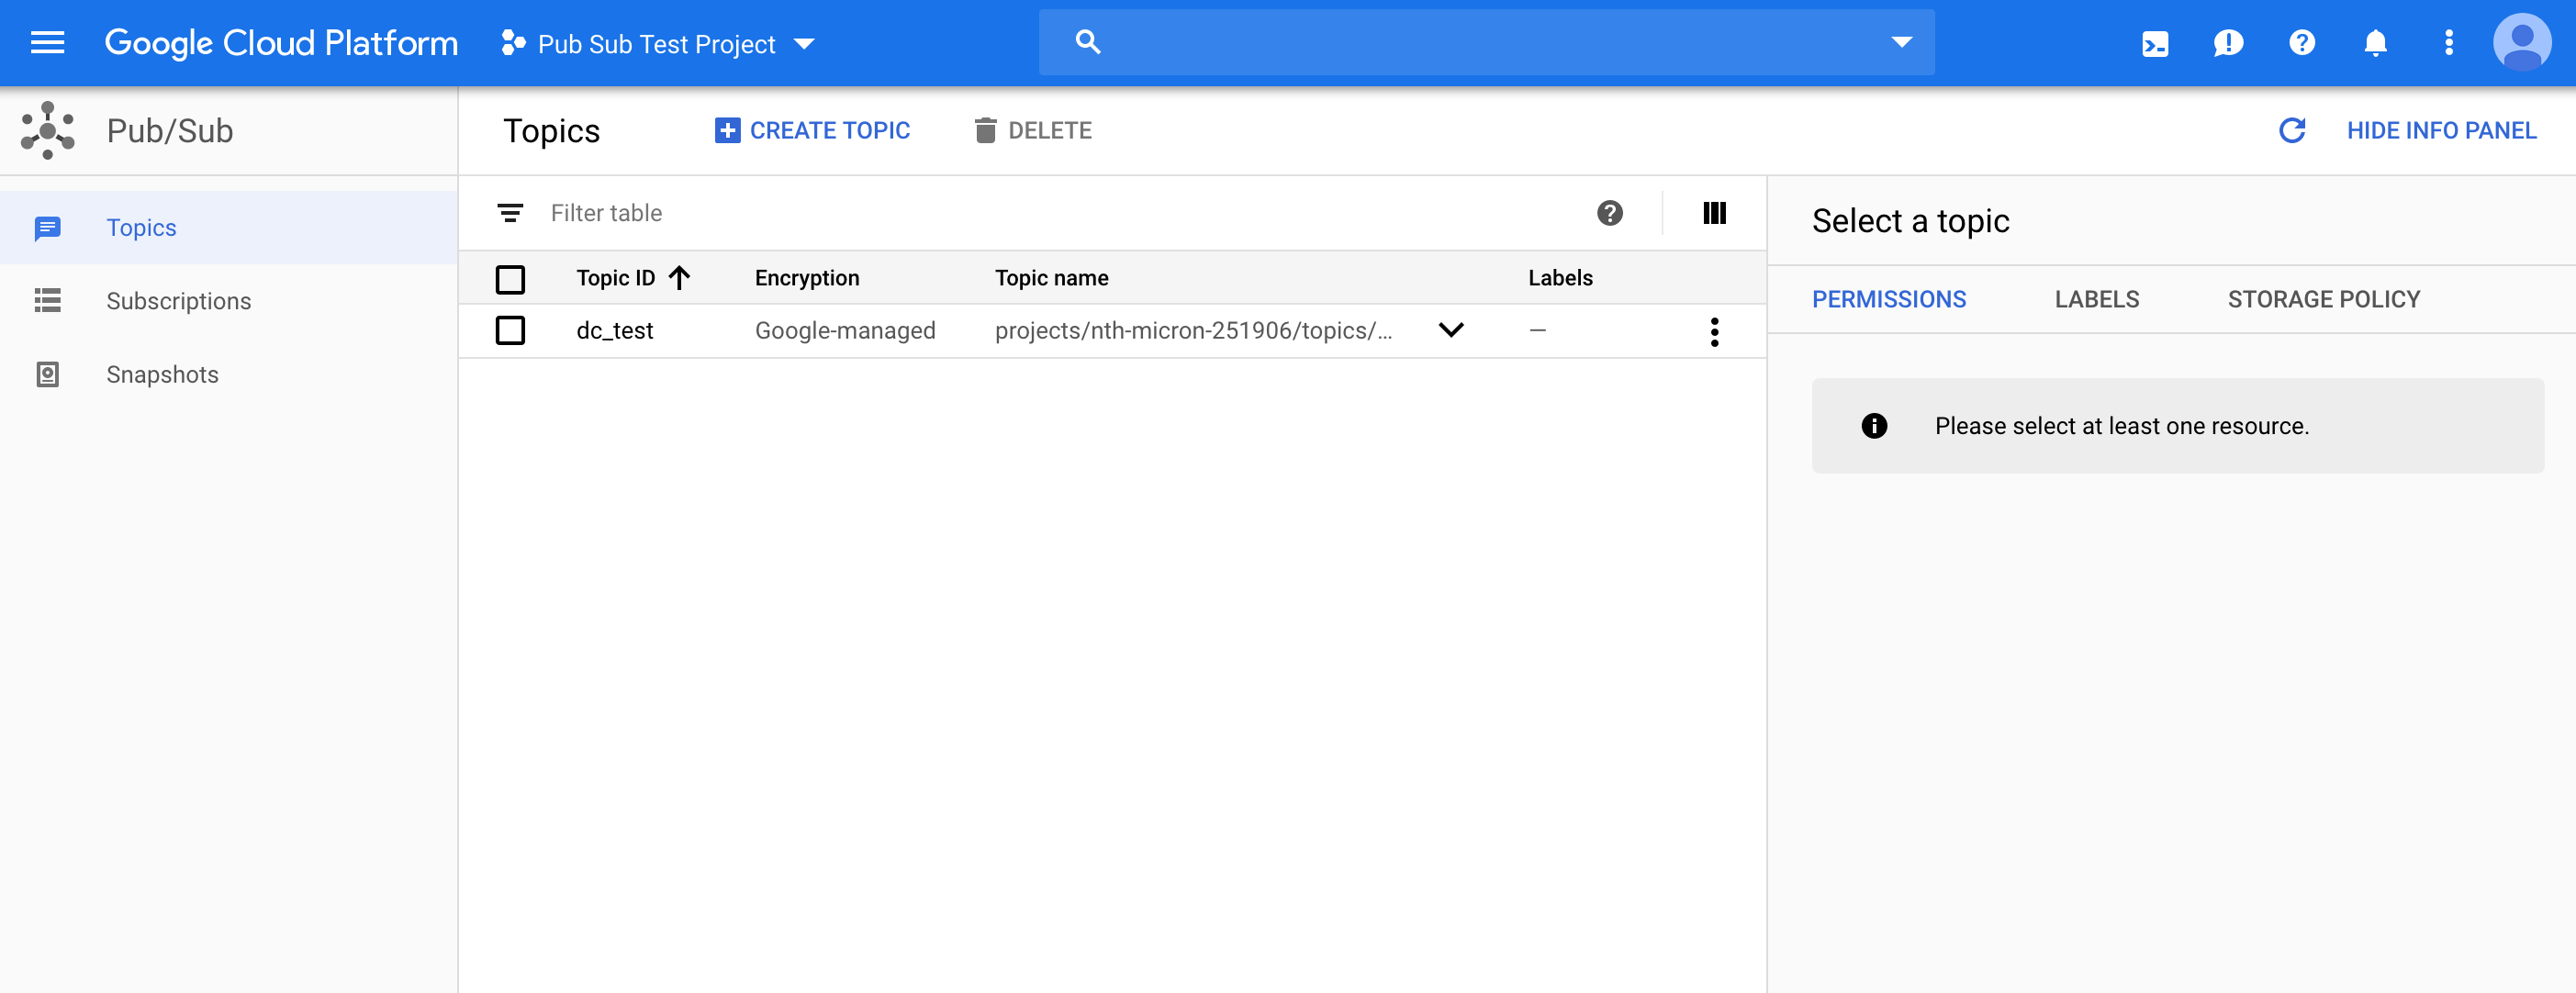 Google Cloud Platform
Pub Sub Test Project
Pub/Sub
Topics
CREATE TOPIC
DELETE
HIDE INFO PANEL
Topics
Subscriptions
Snapshots
Filter table
Topic ID Encryption Topic name Labels
dc_test Google-managed projects/nth-micron-251906/topics/... —
Select a topic
PERMISSIONS LABELS STORAGE POLICY
Please select at least one resource.